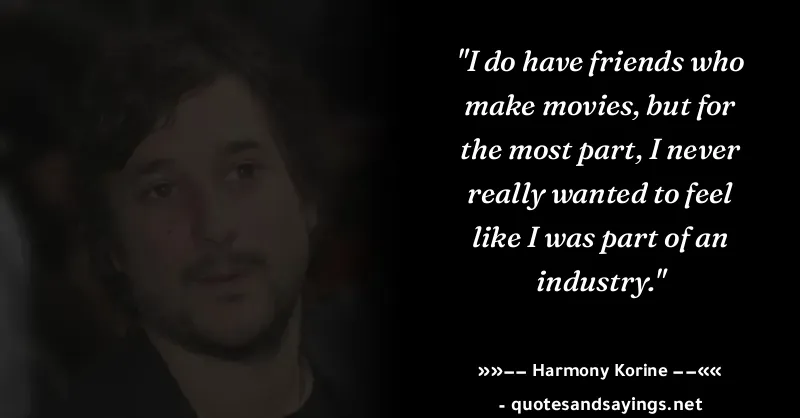 "I do have friends who
make movies, but for
the most part, I never
really wanted to feel
like I was part of an
industry."
»»−− Harmony Korine −−««
- quotesandsayings.net